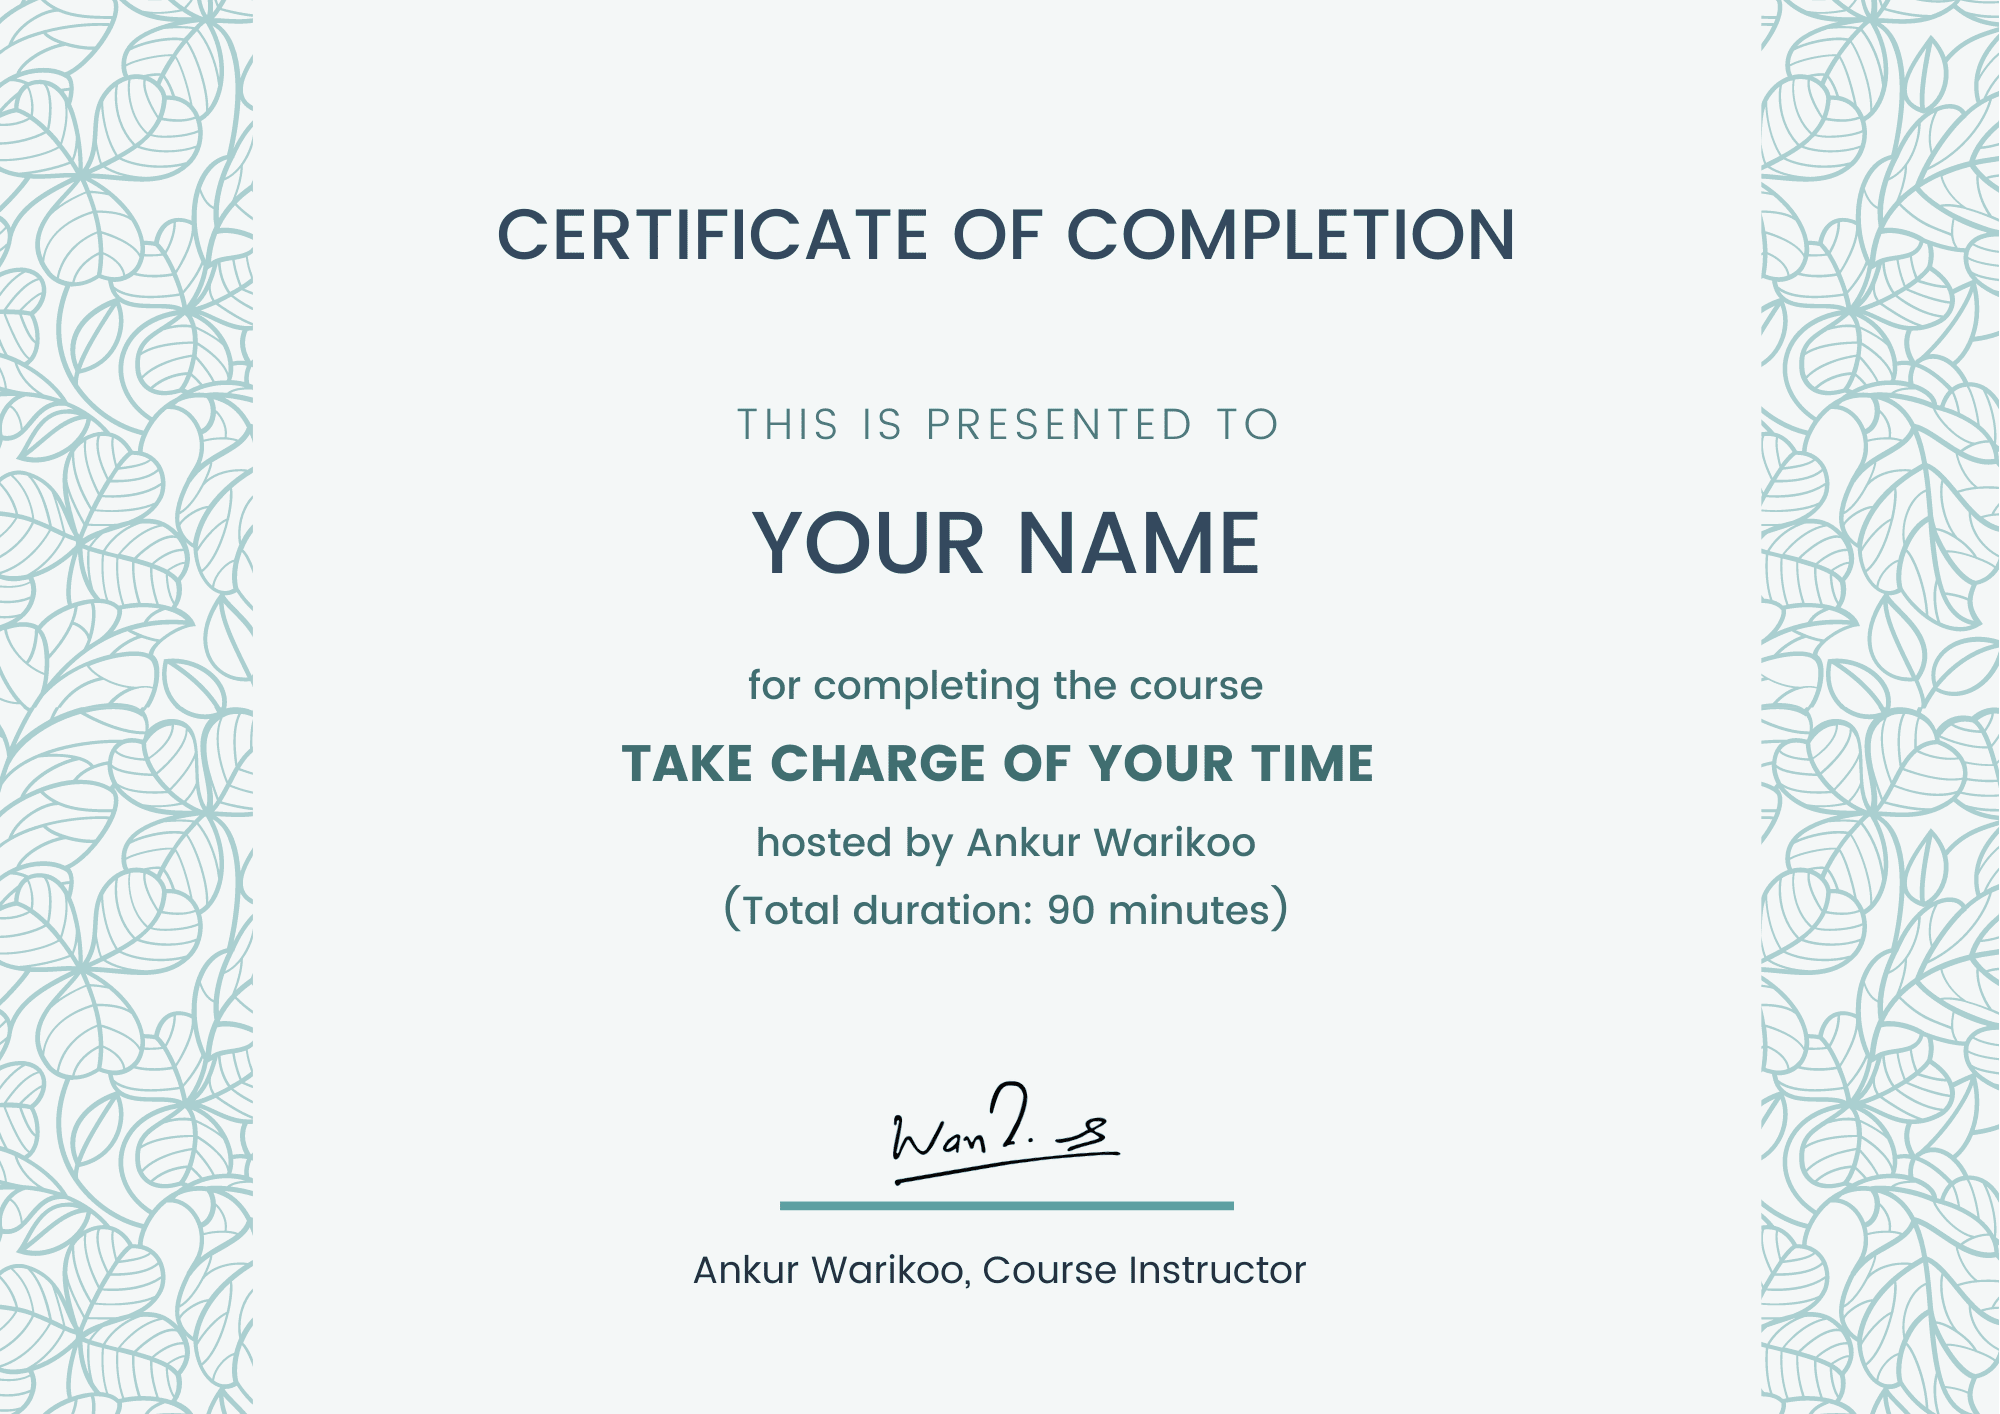 CERTIFICATE OF COMPLETION
THIS IS PRESENTED TO
YOUR NAME
for completing the course
TAKE CHARGE OF YOUR TIME
hosted by Ankur Warikoo
(Total duration: 90 minutes)
Ankur Warikoo, Course Instructor